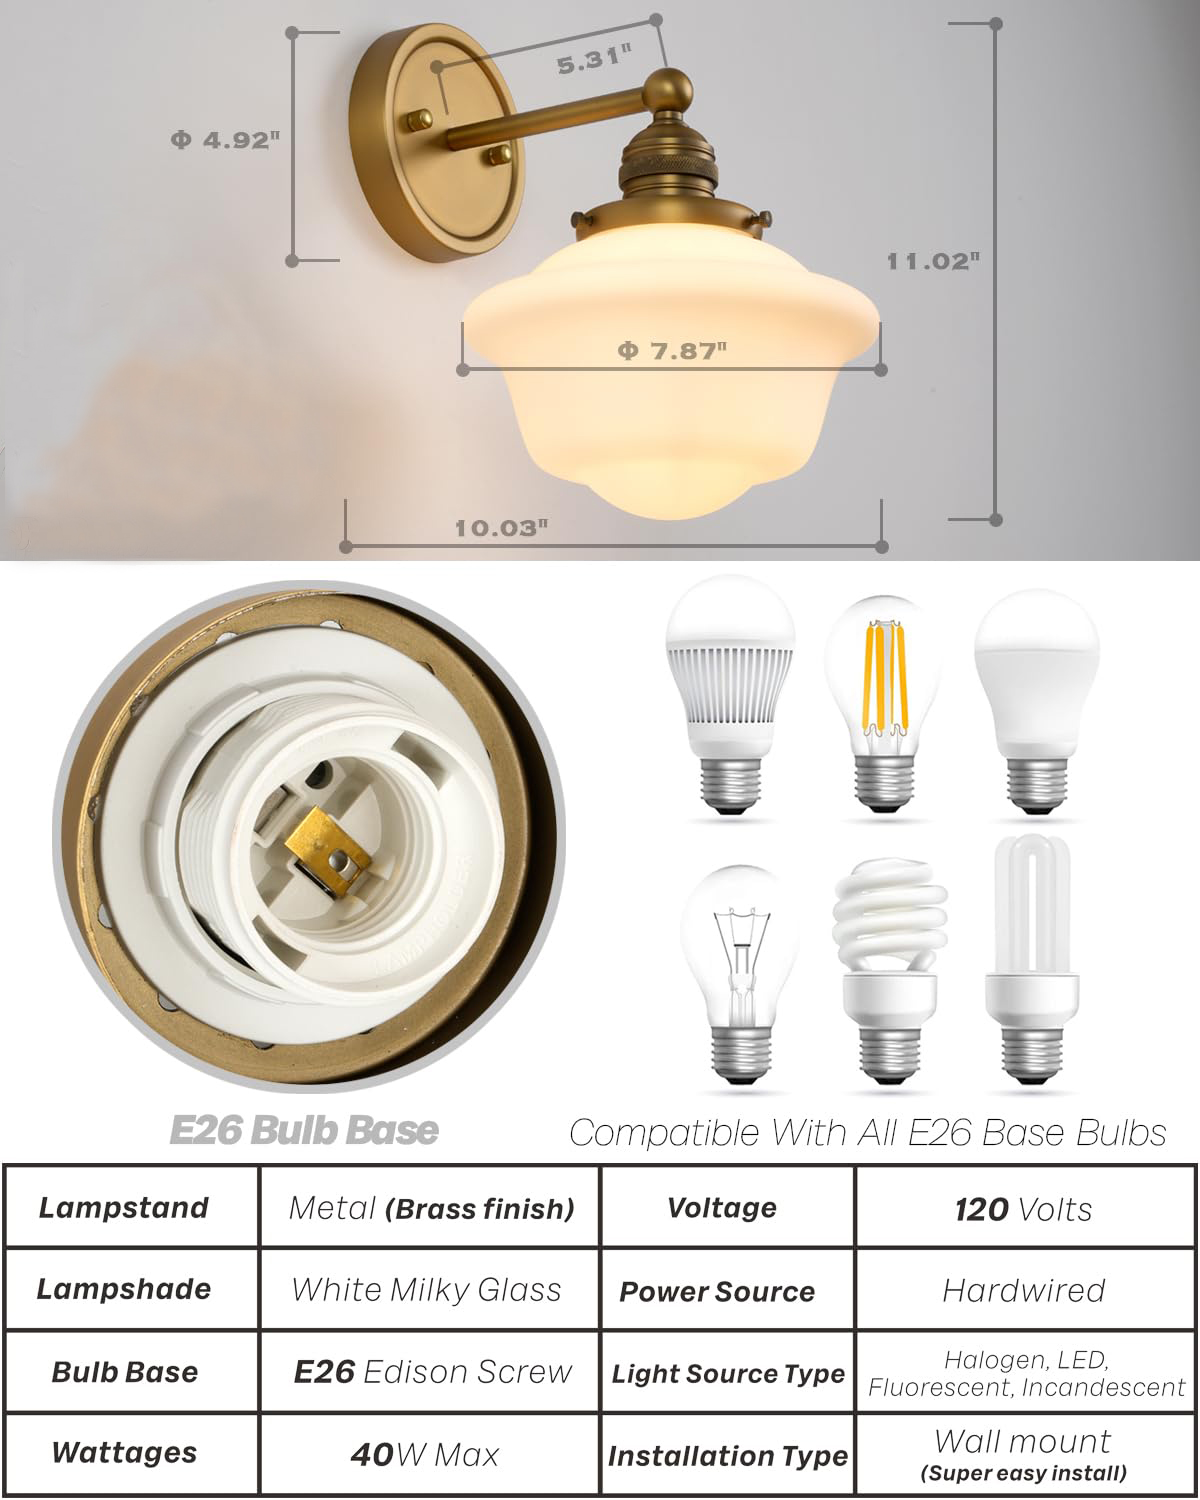 5.31"
Φ 4.92"
11.02"
Φ 7.87"
10.03"
LAMPHOLDER
E26 Bulb Base
Compatible With All E26 Base Bulbs
Lampstand
Metal (Brass finish)
Voltage
120 Volts
Lampshade
White Milky Glass
Power Source
Hardwired
Bulb Base
E26 Edison Screw
Light Source Type
Halogen, LED,
Fluorescent, Incandescent
Wattages
40W Max
Installation Type
Wall mount
(Super easy install)